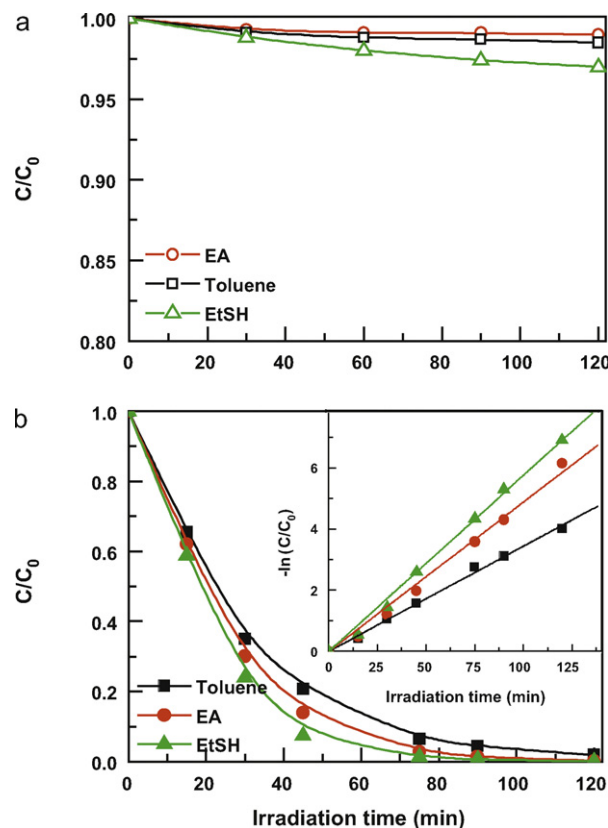 a
1.00
0.95
0.90
0.85
0.80
C/C0
EA
Toluene
EtSH
0 20 40 60 80 100 120
b
1.0
0.8
0.6
0.4
0.2
0.0
C/C0
Toluene
EA
EtSH
6
4
2
0
-ln (C/C0)
0 25 50 75 100 125
Irradiation time (min)
0 20 40 60 80 100 120
Irradiation time (min)